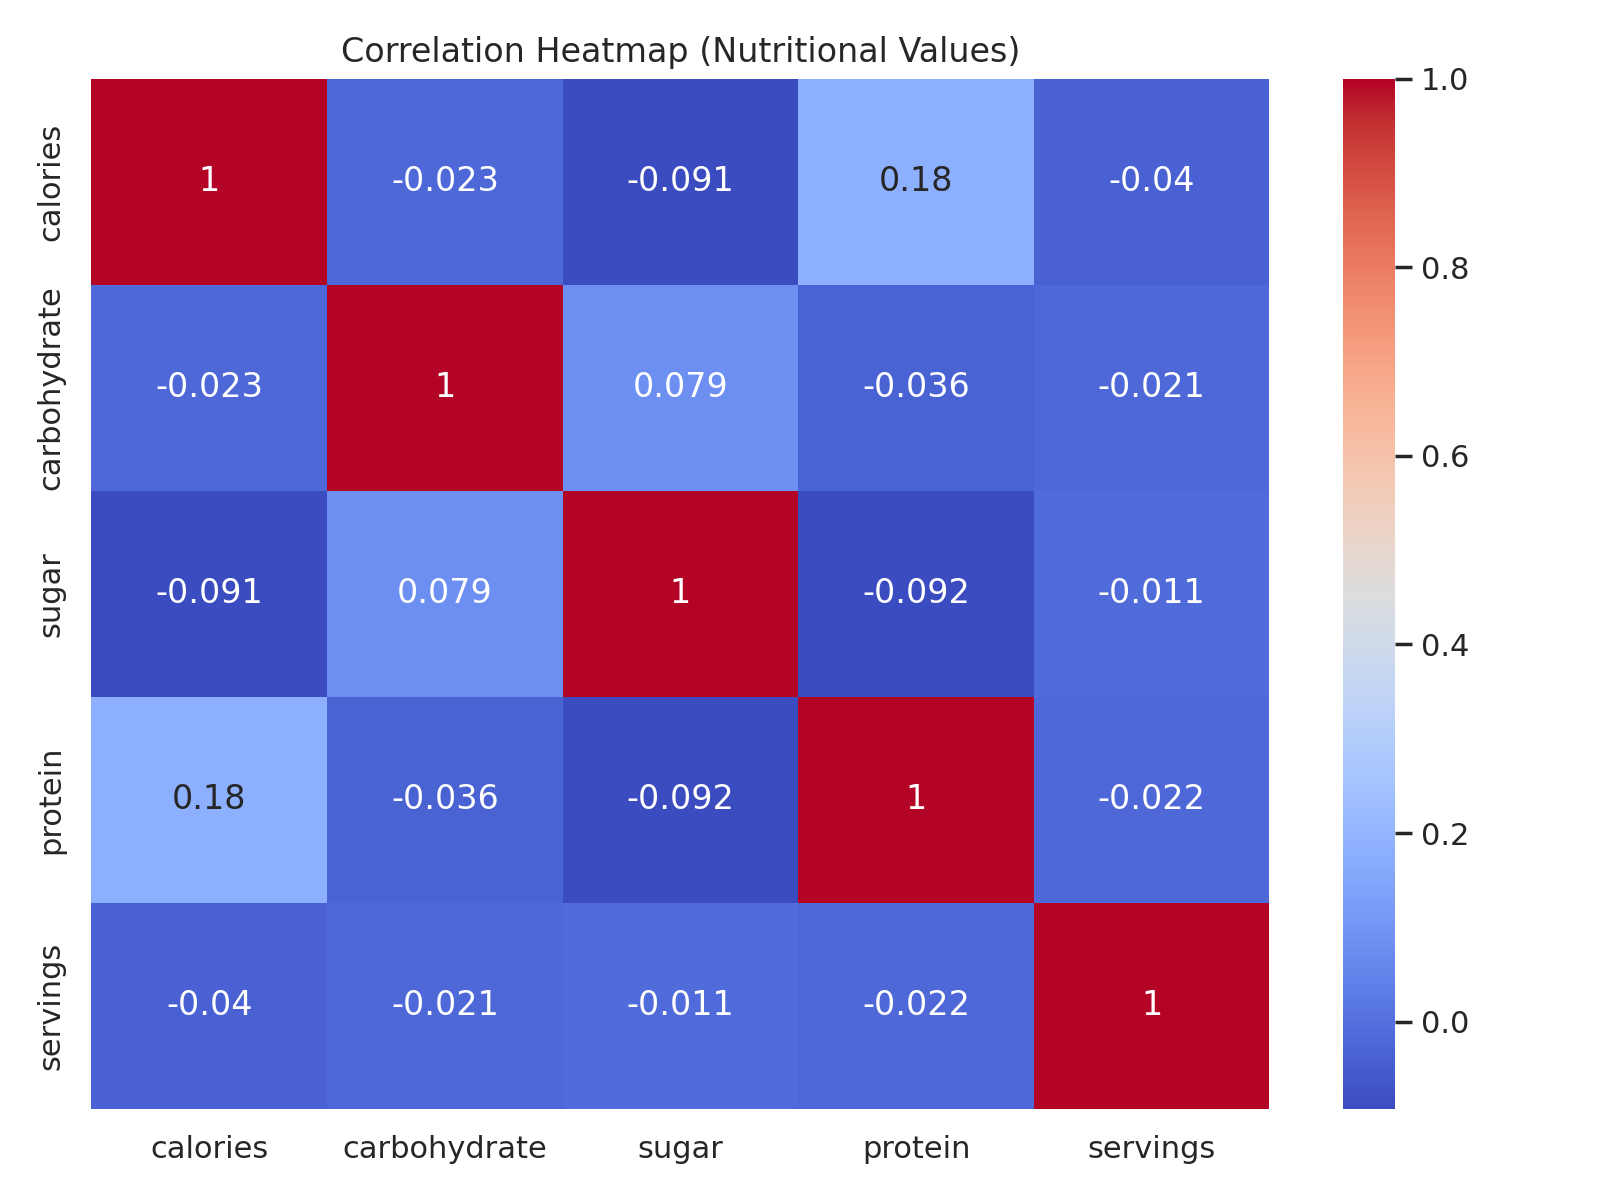 Correlation Heatmap (Nutritional Values)
calories 1 -0.023 -0.091 0.18 -0.04
carbohydrate -0.023 1 0.079 -0.036 -0.021
sugar -0.091 0.079 1 -0.092 -0.011
protein 0.18 -0.036 -0.092 1 -0.022
servings -0.04 -0.021 -0.011 -0.022 1
calories carbohydrate sugar protein servings
1.0
0.8
0.6
0.4
0.2
0.0